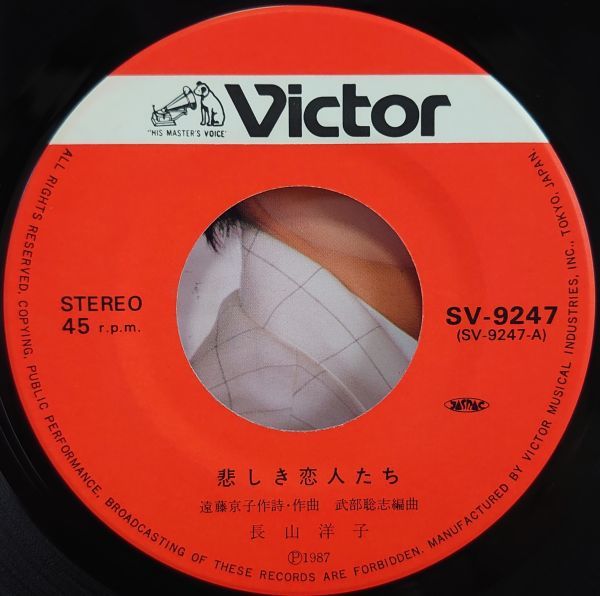 Victor
"HIS MASTER'S VOICE"
STEREO
45 r.p.m.
SV-9247
(SV-9247-A)
JASRAC
悲しき恋人たち
遠藤京子作詩・作曲 武部聡志編曲
長山洋子
Ⓟ1987
ALL RIGHTS RESERVED. COPYING, PUBLIC PERFORMANCE, BROADCASTING OF THESE RECORDS ARE FORBIDDEN. MANUFACTURED BY VICTOR MUSICAL INDUSTRIES, INC., TOKYO, JAPAN.